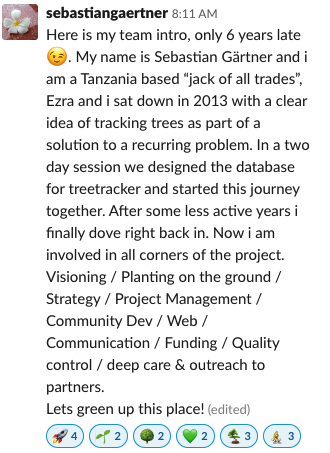 sebastiangaertner 8:11 AM
Here is my team intro, only 6 years late
😉. My name is Sebastian Gärtner and i
am a Tanzania based “jack of all trades”,
Ezra and i sat down in 2013 with a clear
idea of tracking trees as part of a
solution to a recurring problem. In a two
day session we designed the database
for treetracker and started this journey
together. After some less active years i
finally dove right back in. Now i am
involved in all corners of the project.
Visioning / Planting on the ground /
Strategy / Project Management /
Community Dev / Web /
Communication / Funding / Quality
control / deep care & outreach to
partners.
Lets green up this place! (edited)
🚀 4 🌱 2 🌳 2 💚 2 3 3